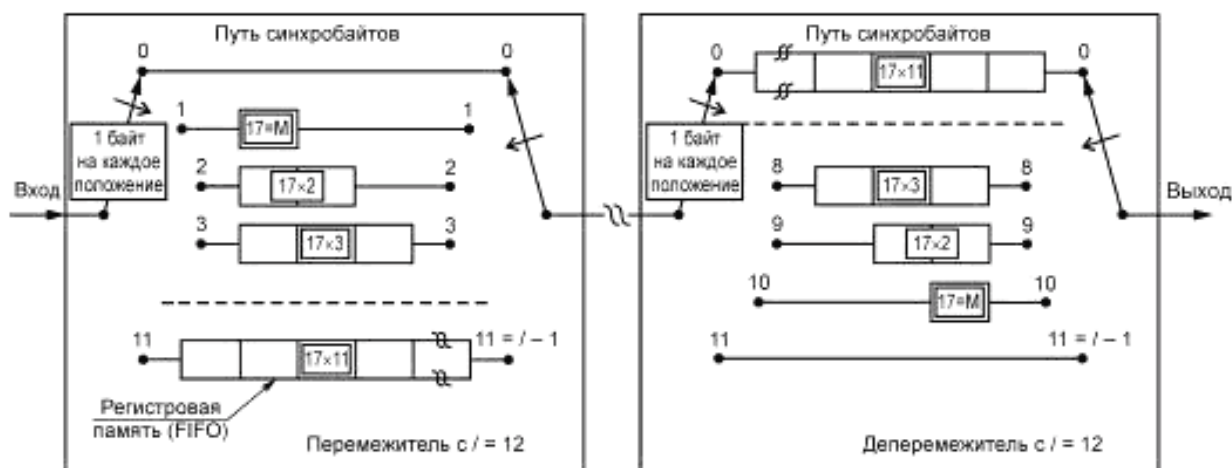 Путь синхробайтов
0 0
1 1
17=M
1 байт
на каждое
положение
Вход
2 2
17×2
3 3
17×3
11 11 = I – 1
17×11
Регистровая
память (FIFO)
Перемежитель с I = 12
Путь синхробайтов
0 0
17×11
1 байт
на каждое
положение
8 8
17×3
Выход
9 9
17×2
10 10
17=M
11 11 = I – 1
Деперемежитель с I = 12